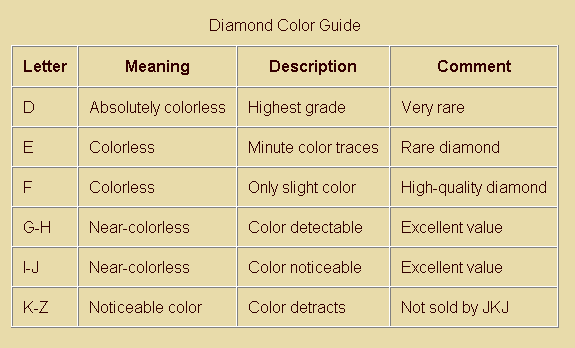 Diamond Color Guide
Letter Meaning Description Comment
D Absolutely colorless Highest grade Very rare
E Colorless Minute color traces Rare diamond
F Colorless Only slight color High-quality diamond
G-H Near-colorless Color detectable Excellent value
I-J Near-colorless Color noticeable Excellent value
K-Z Noticeable color Color detracts Not sold by JKJ